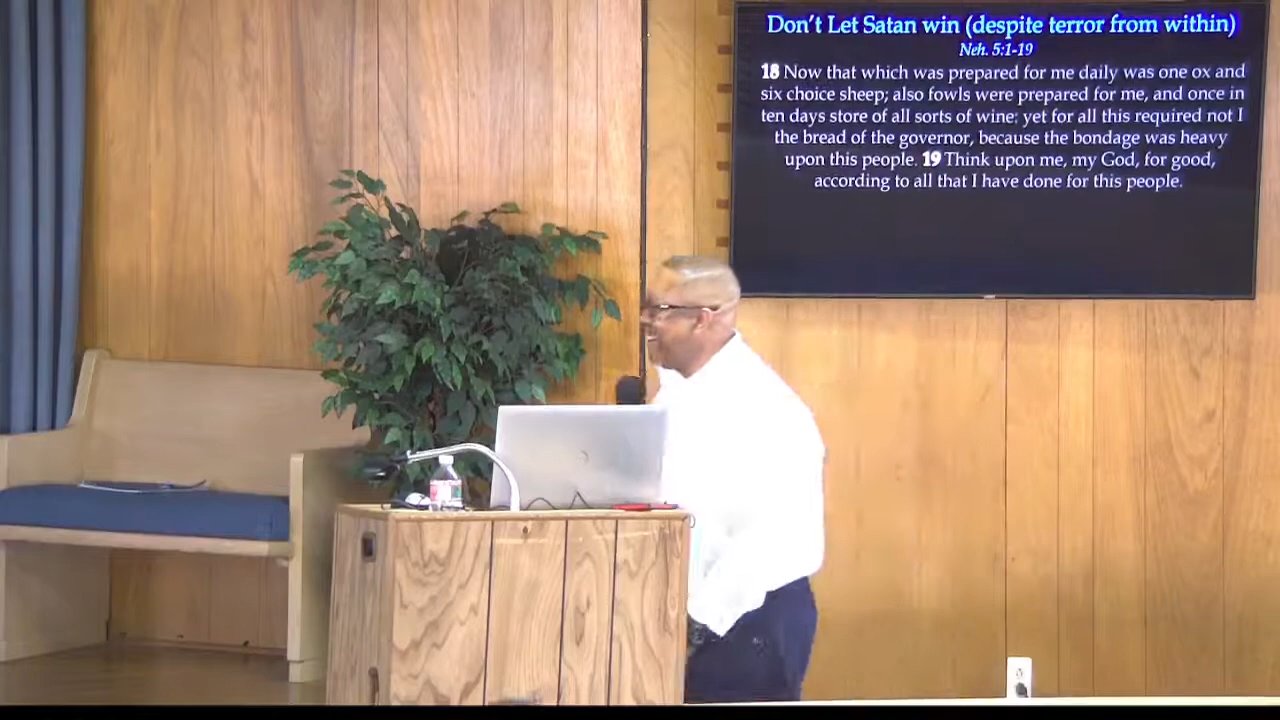 Don't Let Satan win (despite terror from within)
Neh. 5:1-19
18 Now that which was prepared for me daily was one ox and
six choice sheep; also fowls were prepared for me, and once in
ten days store of all sorts of wine: yet for all this required not I
the bread of the governor, because the bondage was heavy
upon this people. 19 Think upon me, my God, for good,
according to all that I have done for this people.